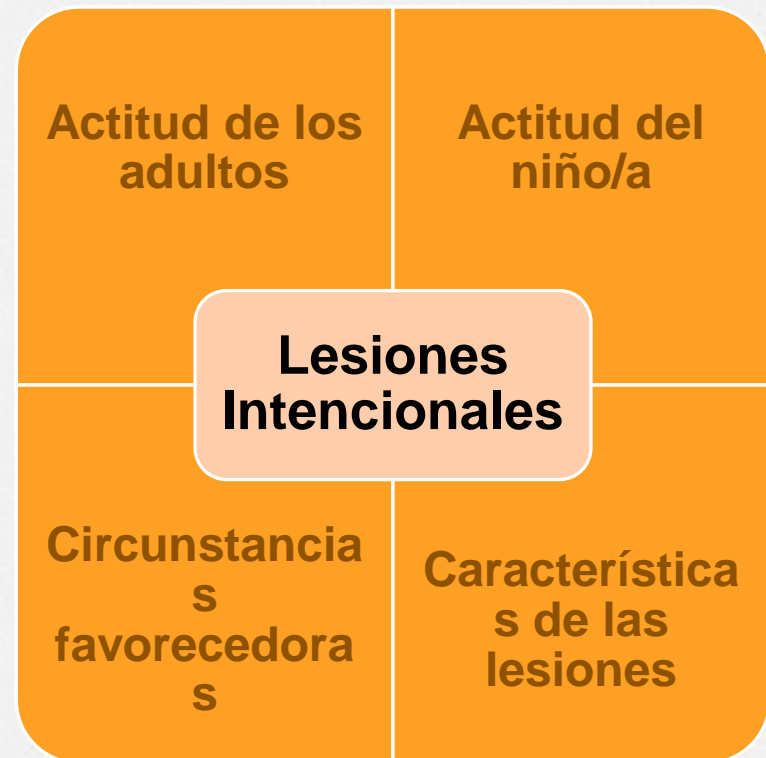 Actitud de los
adultos
Actitud del
niño/a
Lesiones
Intencionales
Circunstancia
s
favorecedora
s
Característica
s de las
lesiones